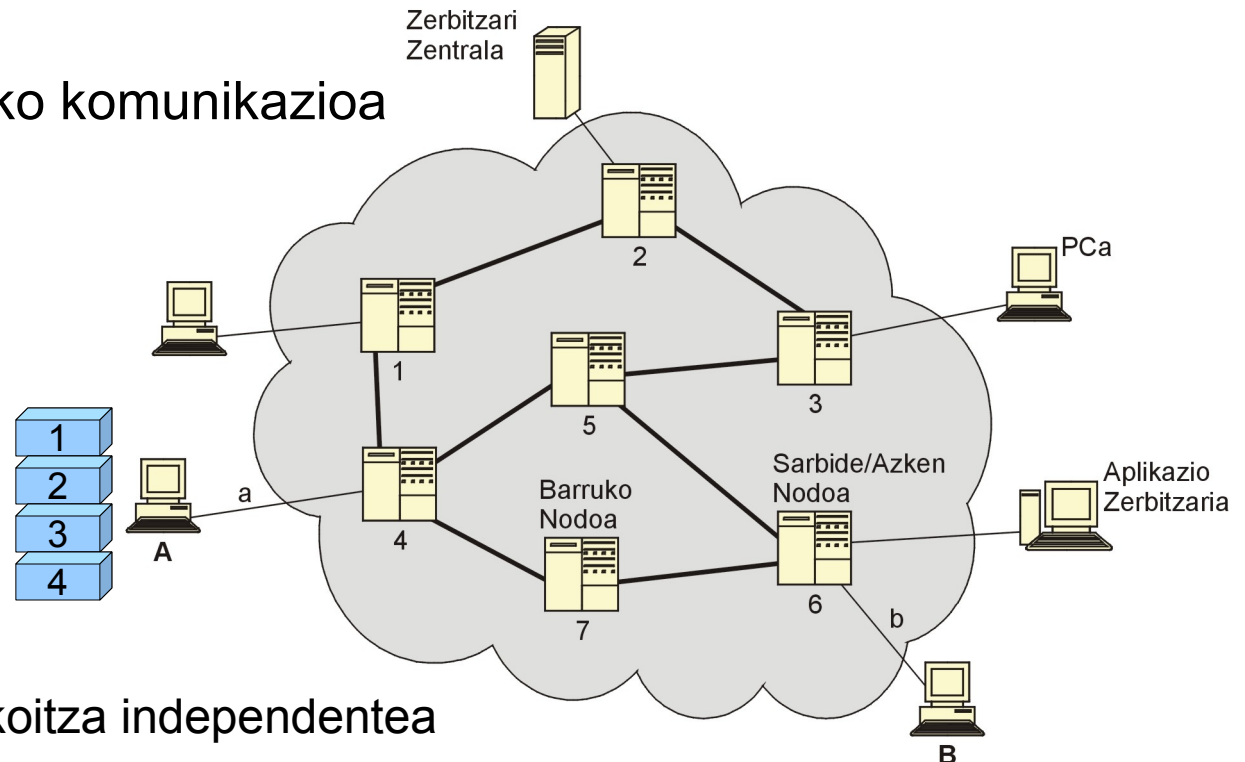 Zerbitzari
Zentrala
ko komunikazioa
2
PCa
1
3
5
1
2
3
4
a
A
4
Barruko
Nodoa
7
Sarbide/Azken
Nodoa
6
Aplikazio
Zerbitzaria
b
B
koitza independentea